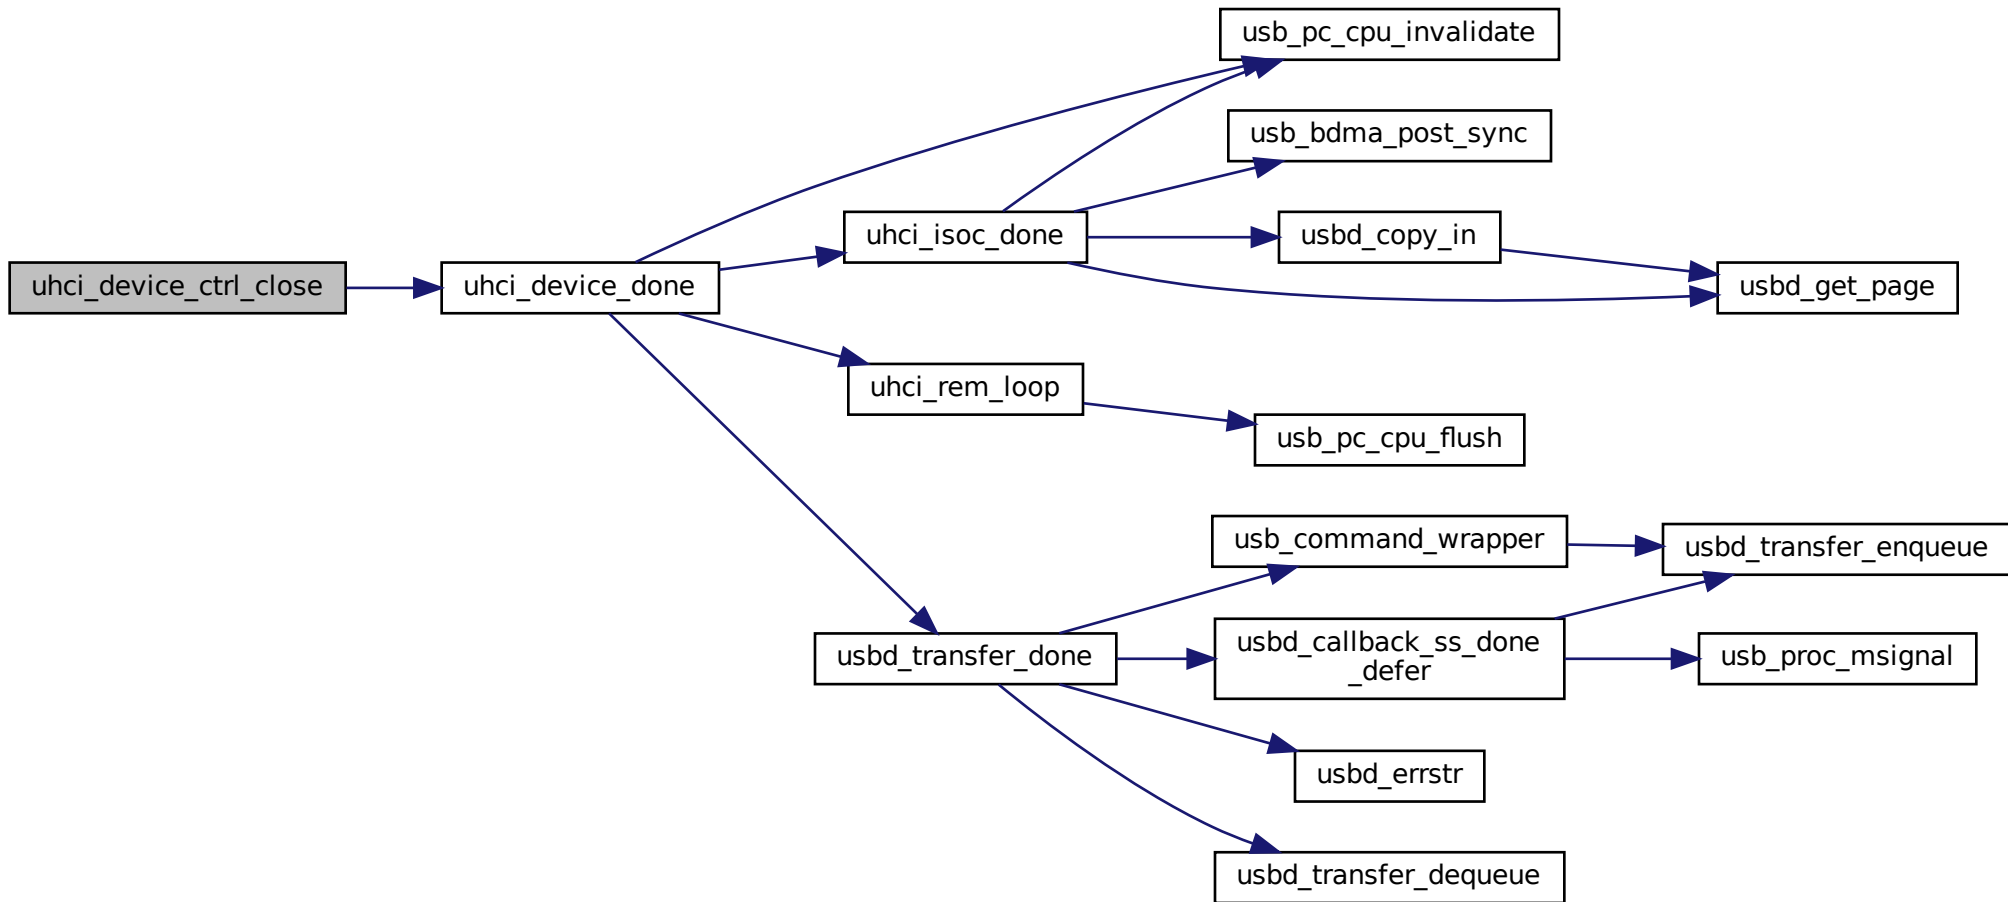 usb_pc_cpu_invalidate
usb_bdma_post_sync
uhci_isoc_done
usbd_copy_in
uhci_device_ctrl_close
uhci_device_done
usbd_get_page
uhci_rem_loop
usb_pc_cpu_flush
usb_command_wrapper
usbd_transfer_enqueue
usbd_transfer_done
usbd_callback_ss_done
_defer
usb_proc_msignal
usbd_errstr
usbd_transfer_dequeue